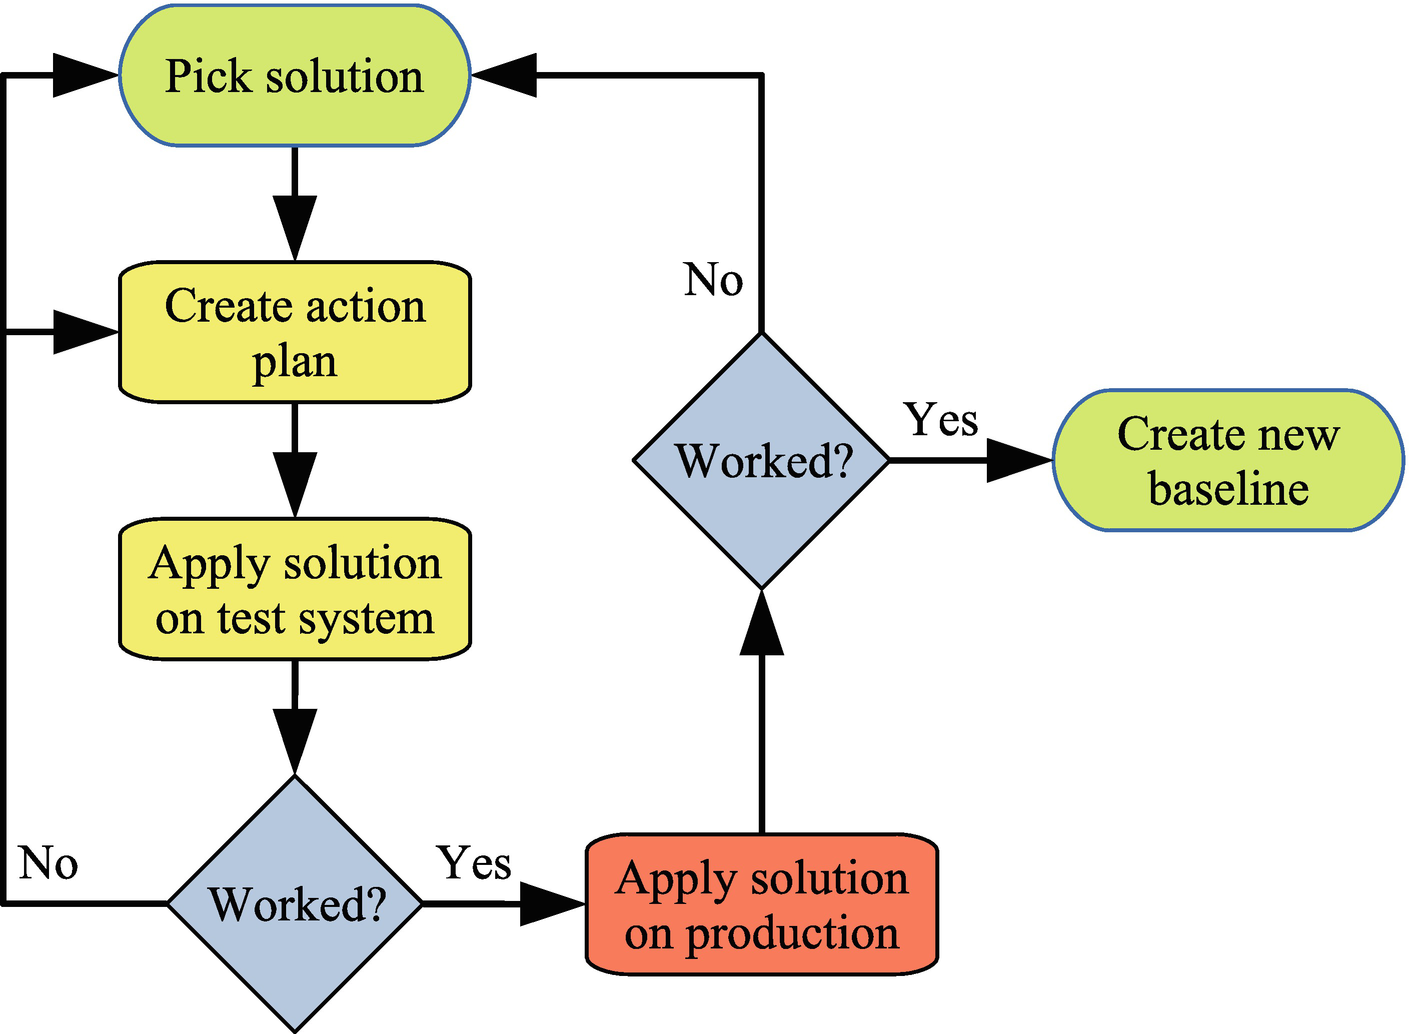 Pick solution
Create action
plan
Apply solution
on test system
Worked?
No
Yes
Apply solution
on production
Worked?
No
Yes
Create new
baseline